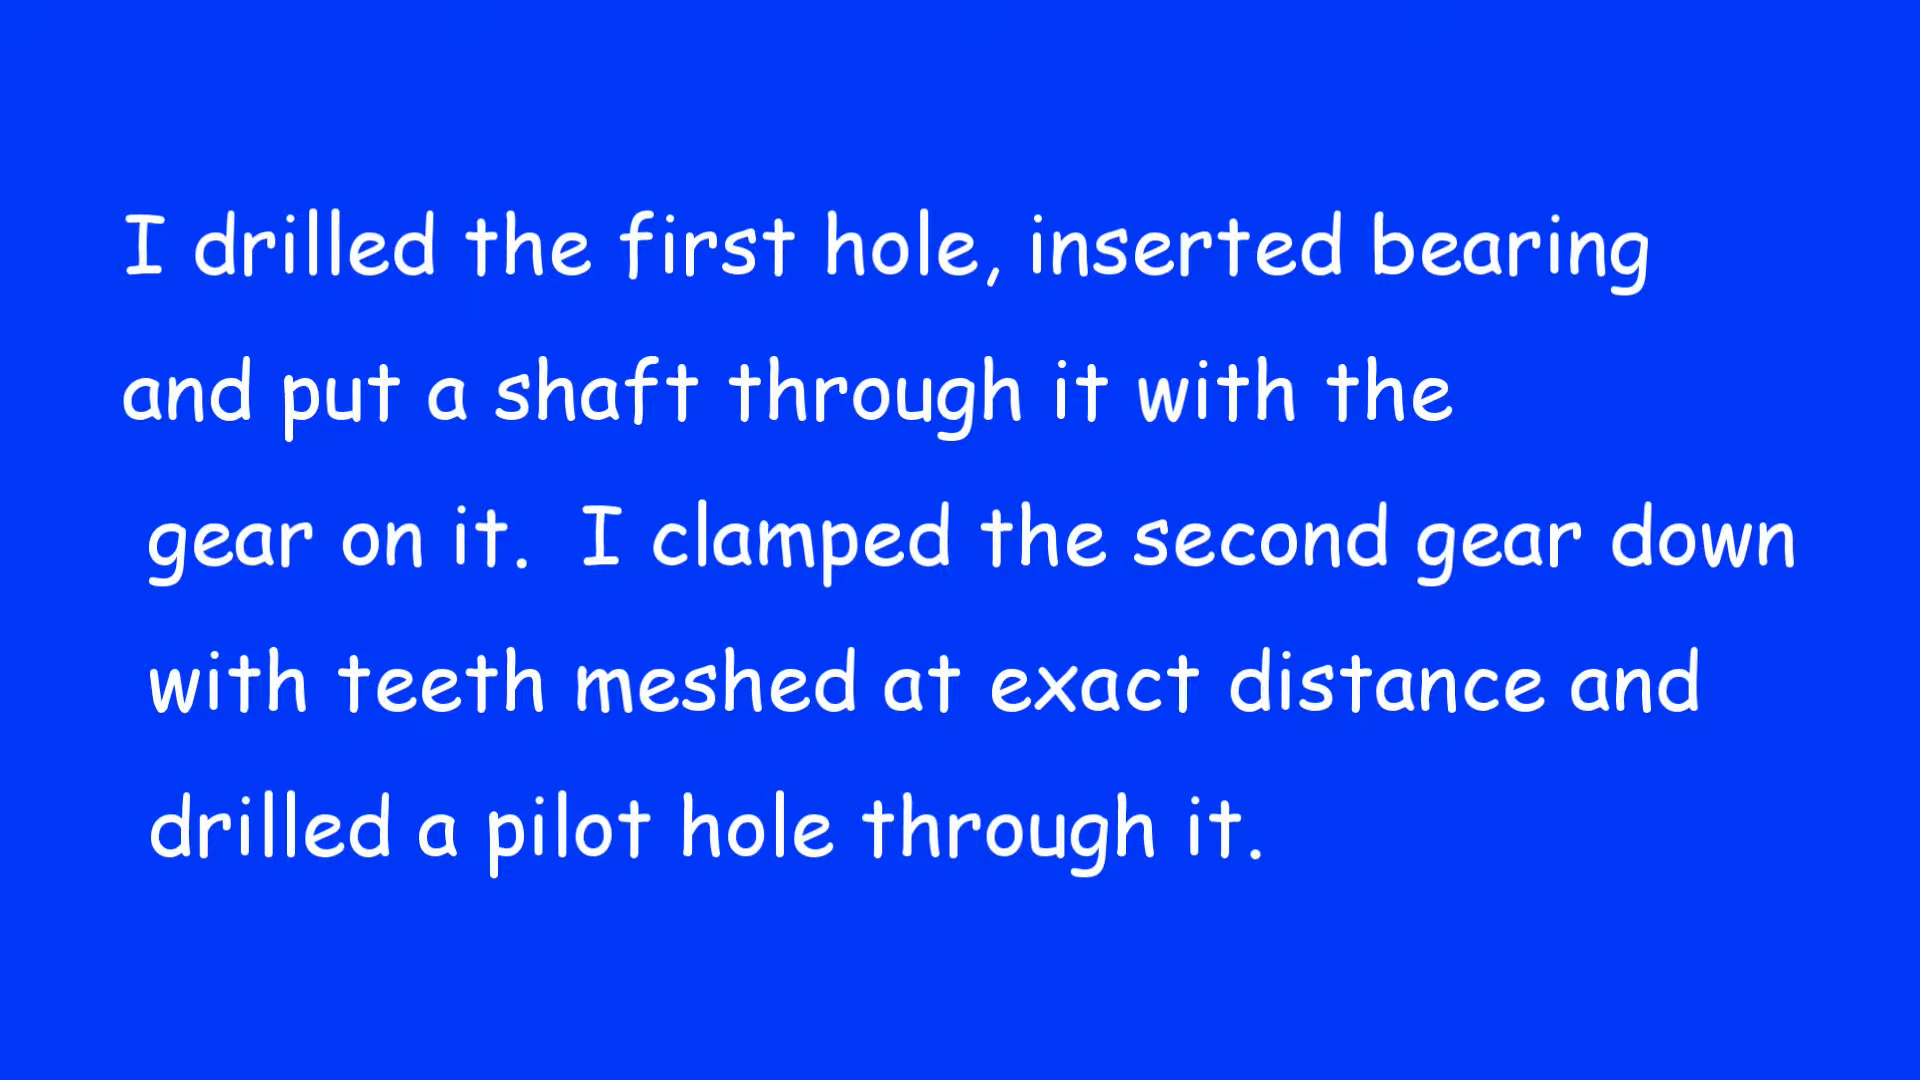 I drilled the first hole, inserted bearing
and put a shaft through it with the
gear on it.  I clamped the second gear down
with teeth meshed at exact distance and
drilled a pilot hole through it.